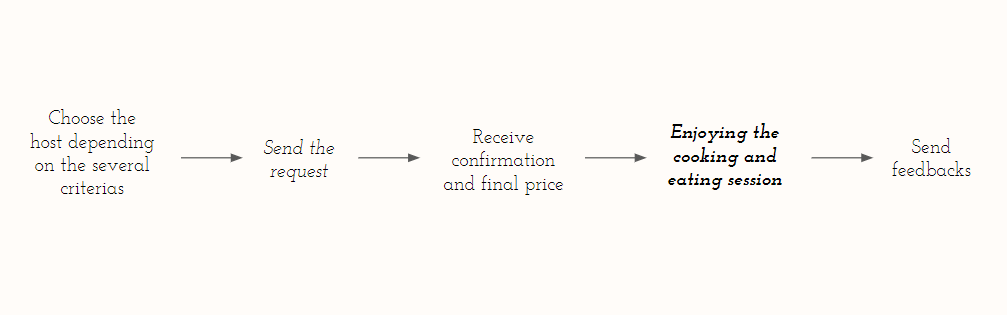 Choose the
host depending
on the several
criterias
Send the
request
Receive
confirmation
and final price
Enjoying the
cooking and
eating session
Send
feedbacks